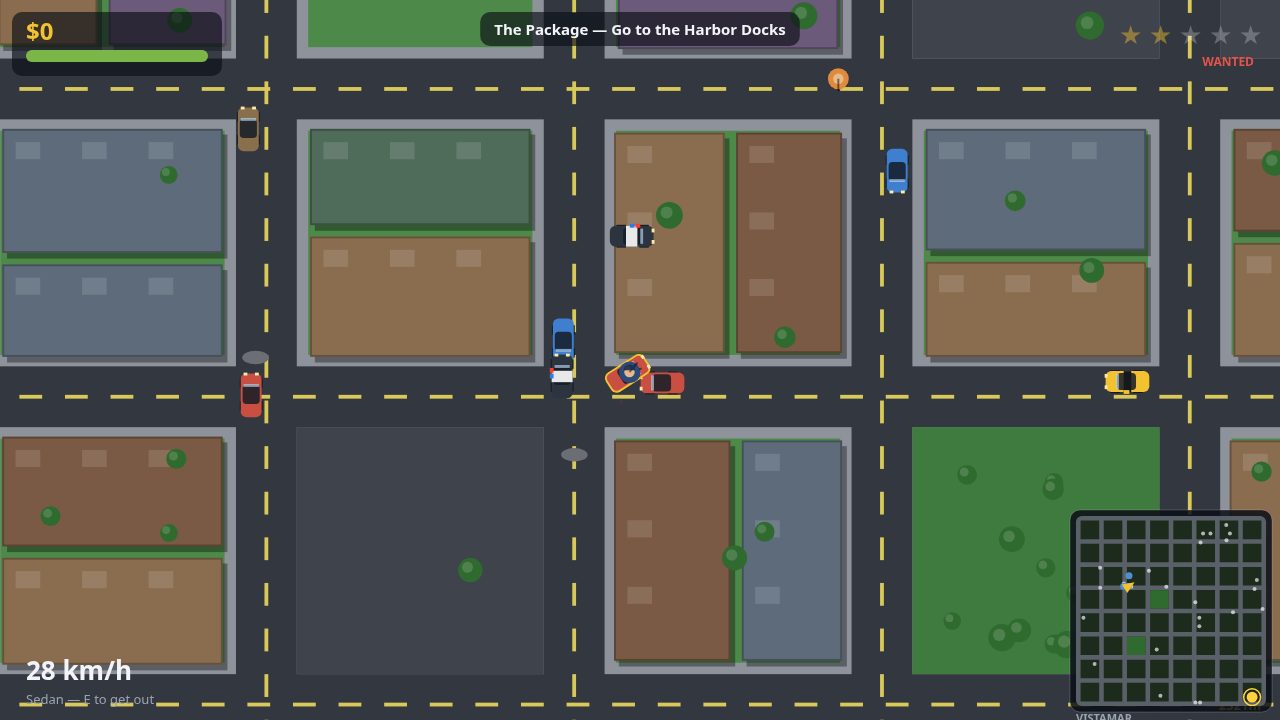 $0
The Package — Go to the Harbor Docks
WANTED
28 km/h
Sedan — E to get out
VISTAMAR